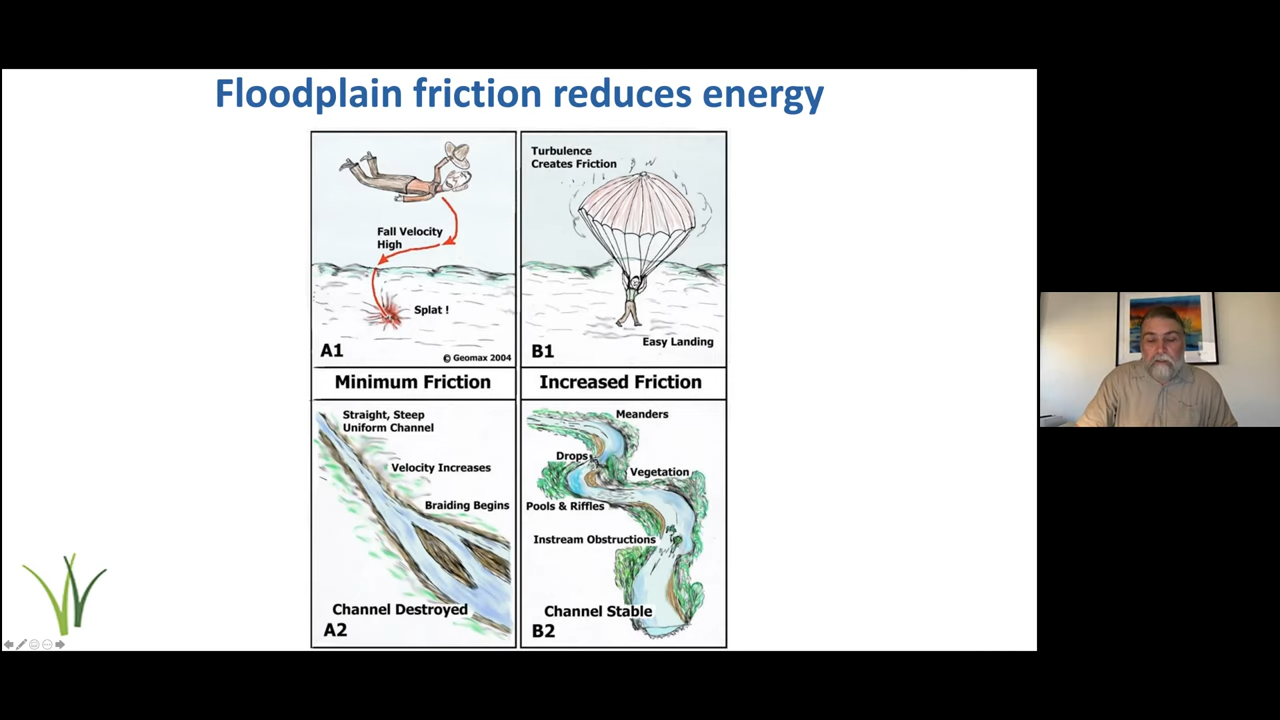 Floodplain friction reduces energy
Fall Velocity
High
Splat !
A1
© Geomax 2004
Turbulence
Creates Friction
Easy Landing
B1
Minimum Friction
Increased Friction
Straight, Steep
Uniform Channel
Velocity Increases
Braiding Begins
Channel Destroyed
A2
Meanders
Drops
Vegetation
Pools & Riffles
Instream Obstructions
Channel Stable
B2